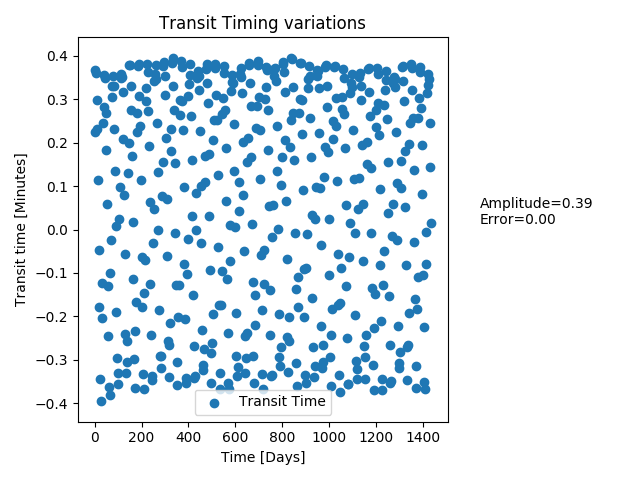 Transit Timing variations
Transit time [Minutes]
0.4
0.3
0.2
0.1
0.0
−0.1
−0.2
−0.3
−0.4
Amplitude=0.39
Error=0.00
Transit Time
0 200 400 600 800 1000 1200 1400
Time [Days]